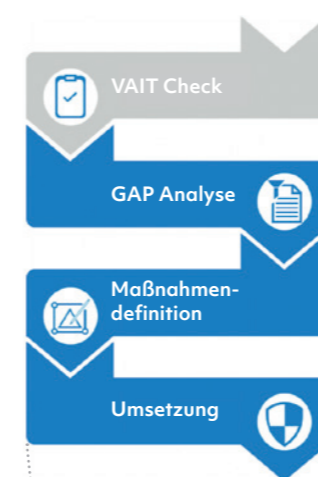 VAIT Check
GAP Analyse
Maßnahmen-
definition
Umsetzung